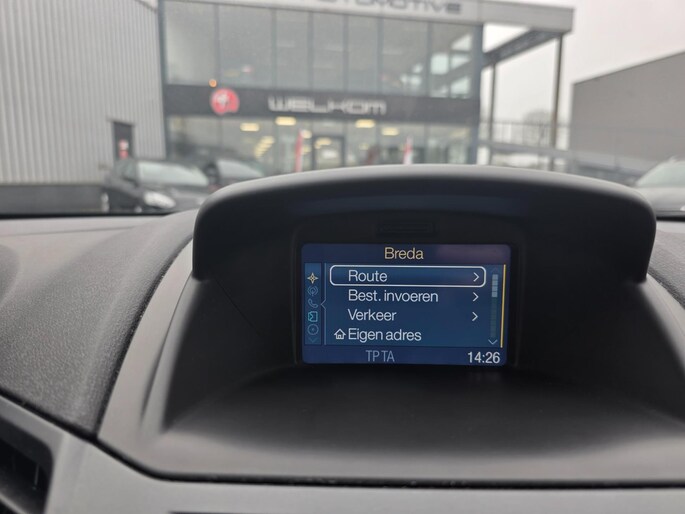 WELKOM
Breda
Route
Best. invoeren
Verkeer
Eigen adres
TP TA
14:26